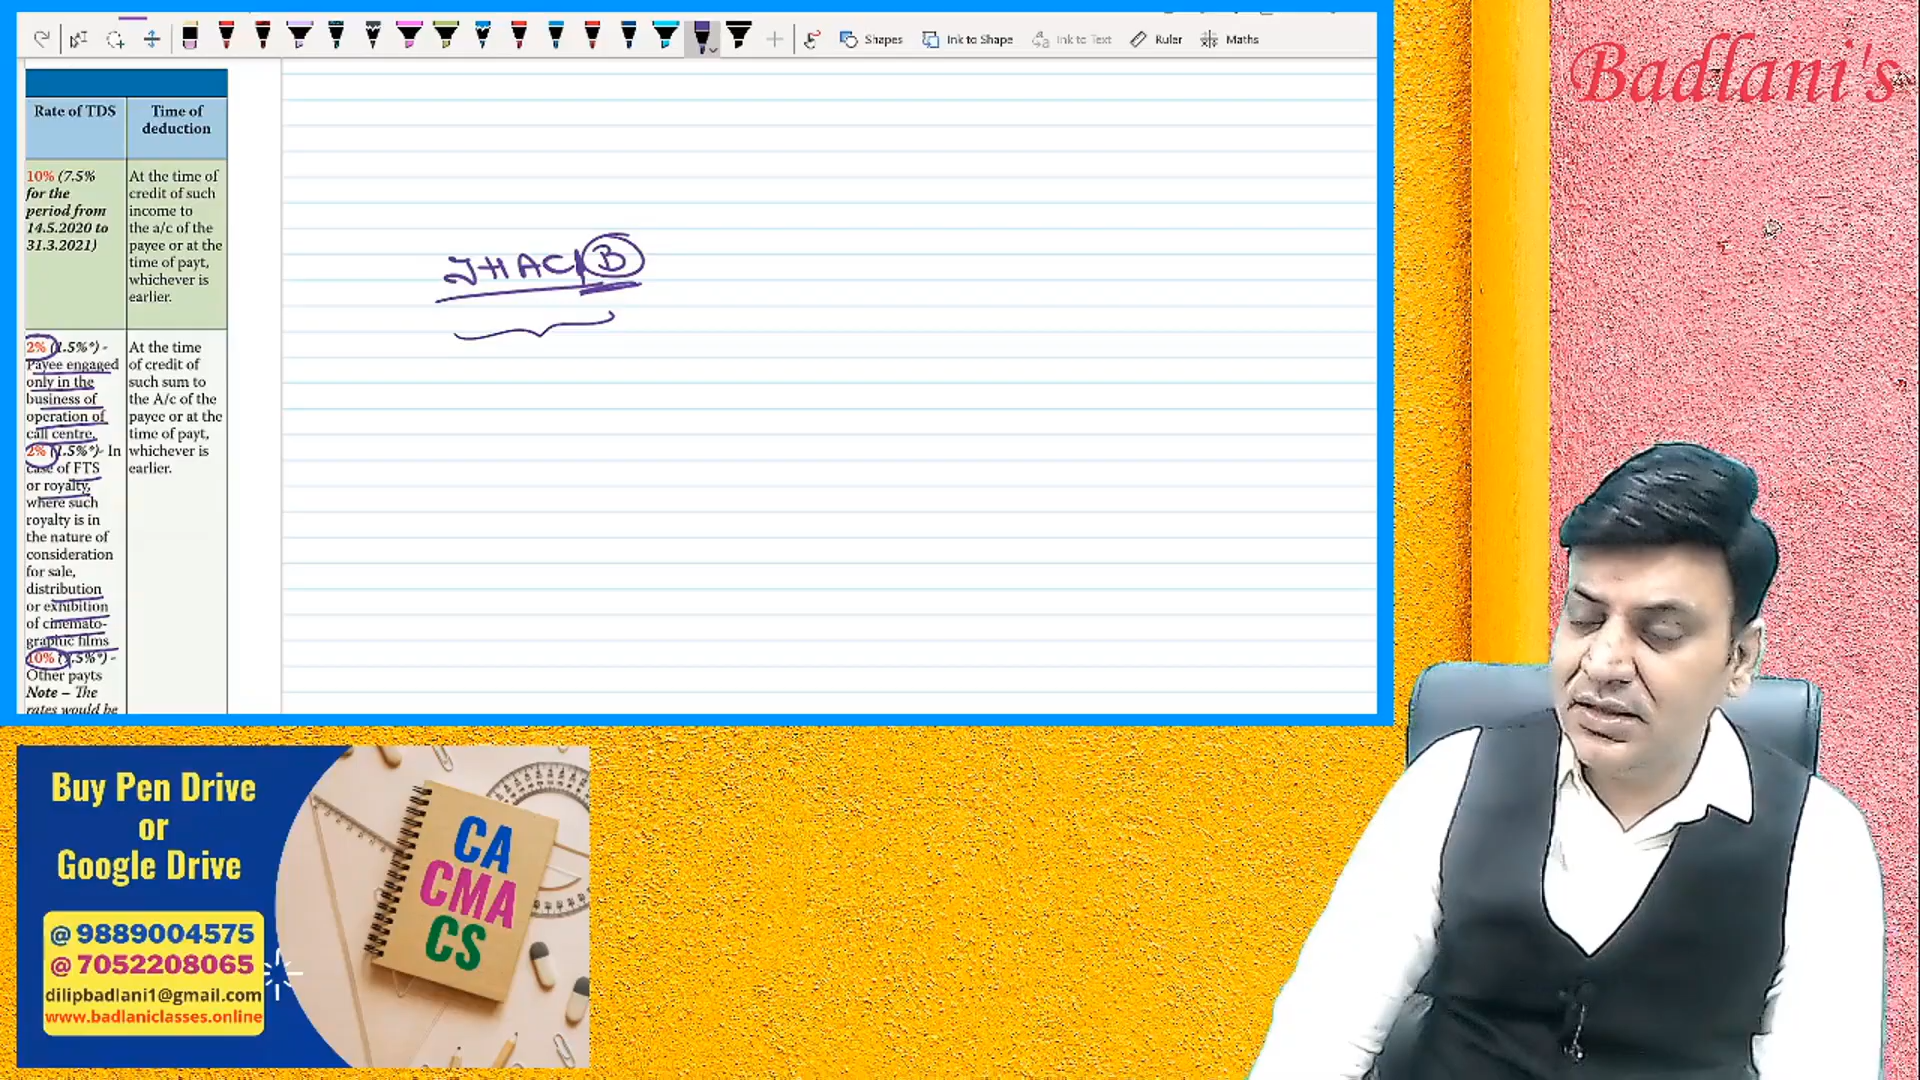 Shapes
Ink to Shape
Ink to Text
Ruler
Maths
Badlani's
Rate of TDS
Time of
deduction
10% (7.5%
for the
period from
14.5.2020 to
31.3.2021)
At the time of
credit of such
income to
the a/c of the
payee or at the
time of payt,
whichever is
earlier.
2% (1.5%*) -
Payee engaged
only in the
business of
operation of
call centre.
2% (1.5%*)- In
case of FTS
or royalty,
where such
royalty is in
the nature of
consideration
for sale,
distribution
or exhibition
of cinemato-
graphic films
10% (7.5%*) -
Other payts
Note – The
rates would be
At the time
of credit of
such sum to
the A/c of the
payee or at the
time of payt,
whichever is
earlier.
JHACK B
Buy Pen Drive
or
Google Drive
@ 9889004575
@ 7052208065
dilipbadlani1@gmail.com
www.badlaniclasses.online
CA
CMA
CS